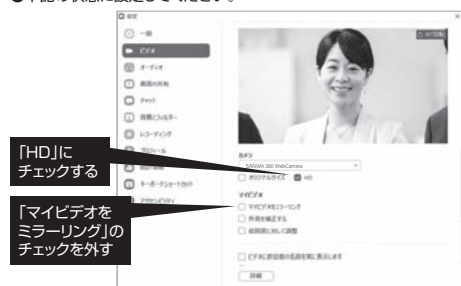 ●下記の状態に設定してください。
設定
一般
ビデオ
オーディオ
画面の共有
チャット
背景とフィルター
レコーディング
プロフィール
キーボードショートカット
アクセシビリティ
90°回転
カメラ
SANWA 360 WebCamera
オリジナルサイズ HD
マイビデオ
マイビデオをミラーリング
外見を補正する
低照度に対して調整
ビデオに参加者の名前を常に表示します
詳細
「HD」に
チェックする
「マイビデオを
ミラーリング」の
チェックを外す